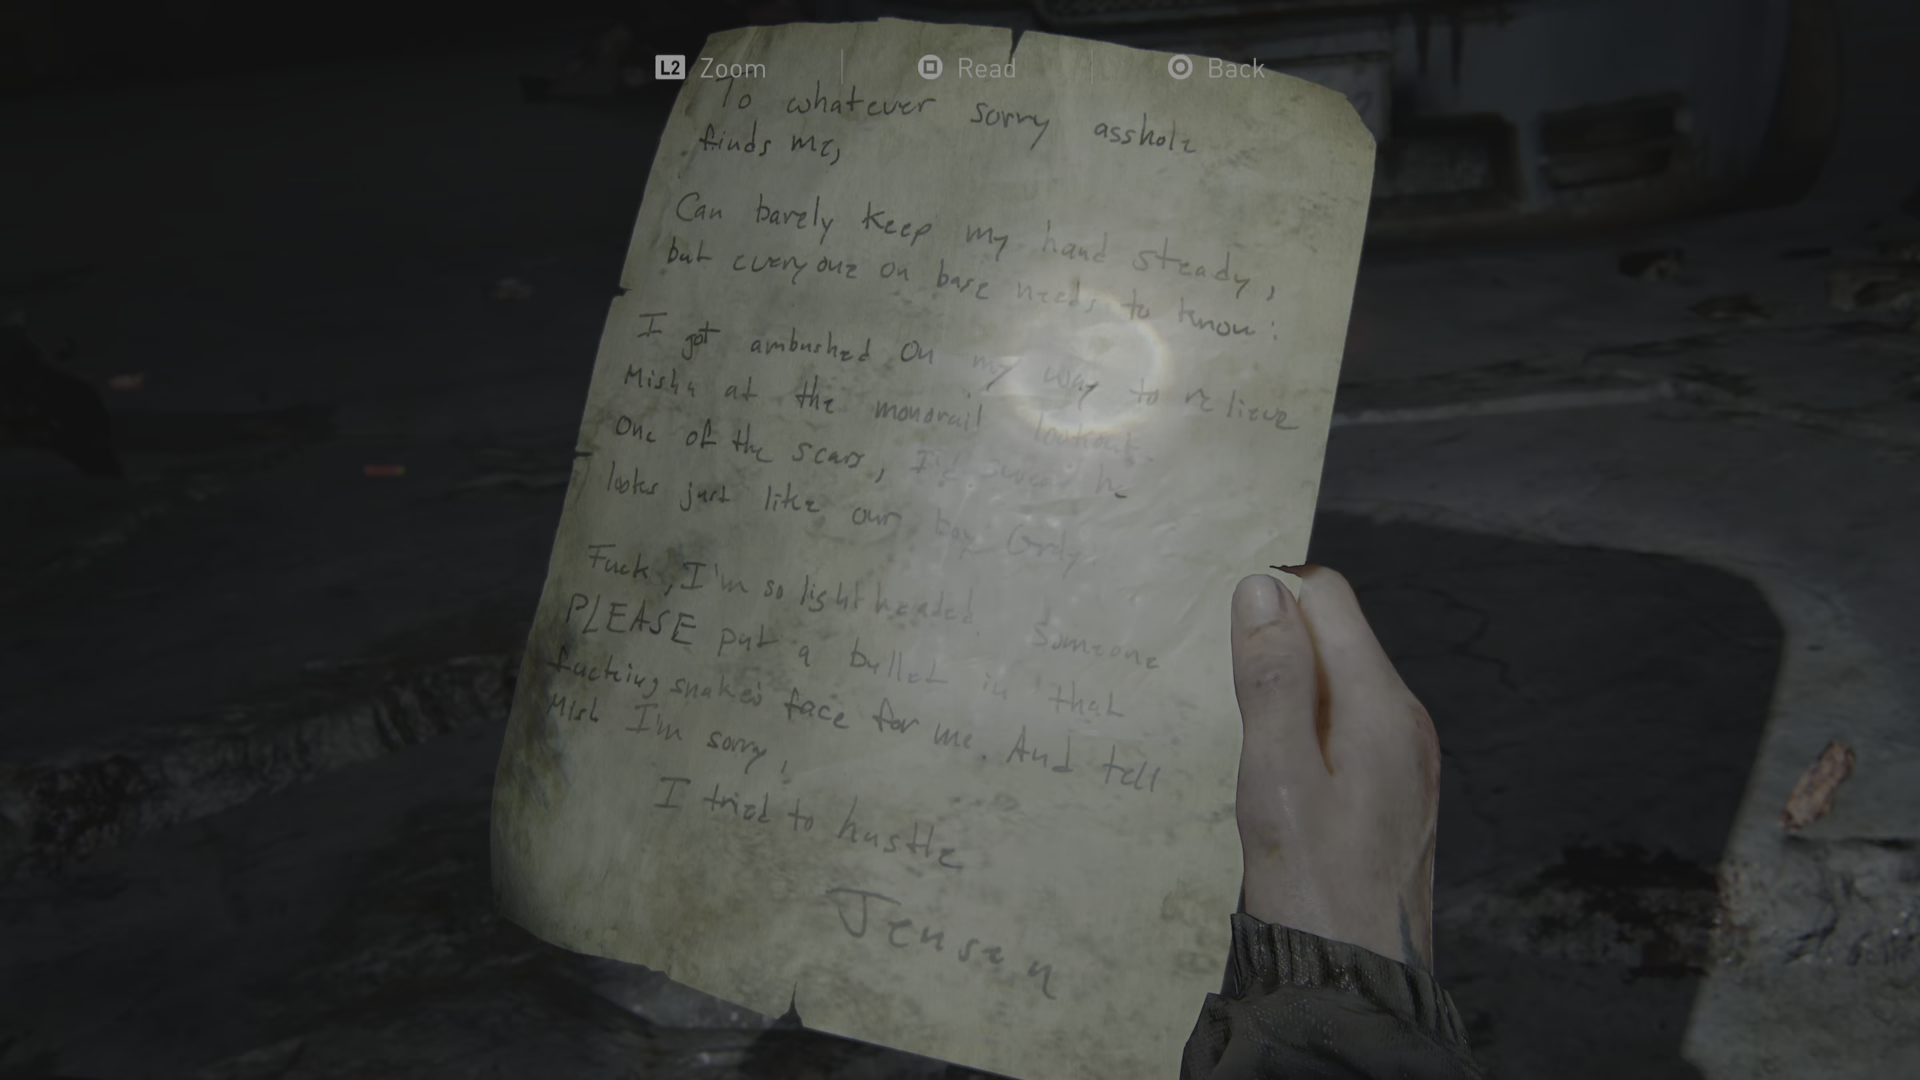 L2 Zoom Read Back
To whatever sorry asshole
finds me,
Can barely keep my hand steady,
but everyone on base needs to know:
I got ambushed on my way to relieve
Misha at the monorail lookout.
One of the scars, I'd swear he
looks just like our boy
Fuck, I'm so light headed. Someone
PLEASE put a bullet in that
fucking snake's face for me. And tell
Mish I'm sorry,
I tried to hustle
Jensen